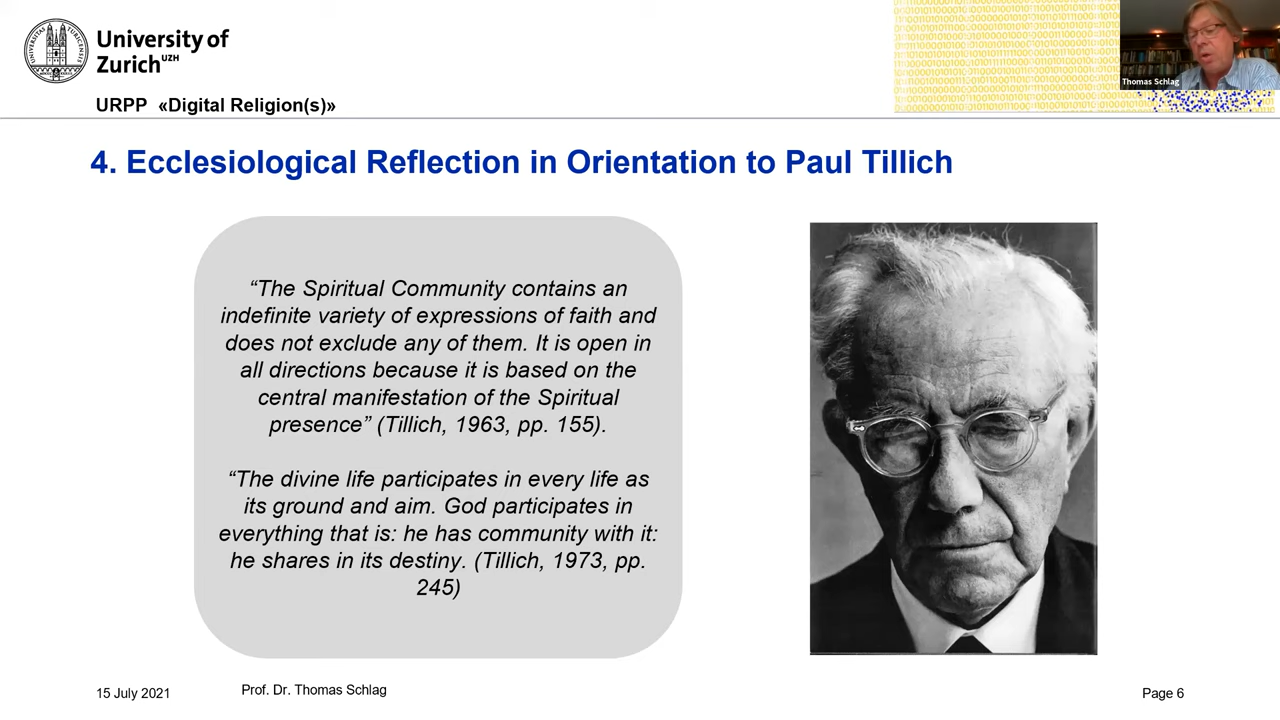 University of
Zurich UZH
URPP «Digital Religion(s)»
Thomas Schlag
4. Ecclesiological Reflection in Orientation to Paul Tillich
“The Spiritual Community contains an
indefinite variety of expressions of faith and
does not exclude any of them. It is open in
all directions because it is based on the
central manifestation of the Spiritual
presence” (Tillich, 1963, pp. 155).
“The divine life participates in every life as
its ground and aim. God participates in
everything that is: he has community with it:
he shares in its destiny. (Tillich, 1973, pp.
245)
15 July 2021
Prof. Dr. Thomas Schlag
Page 6